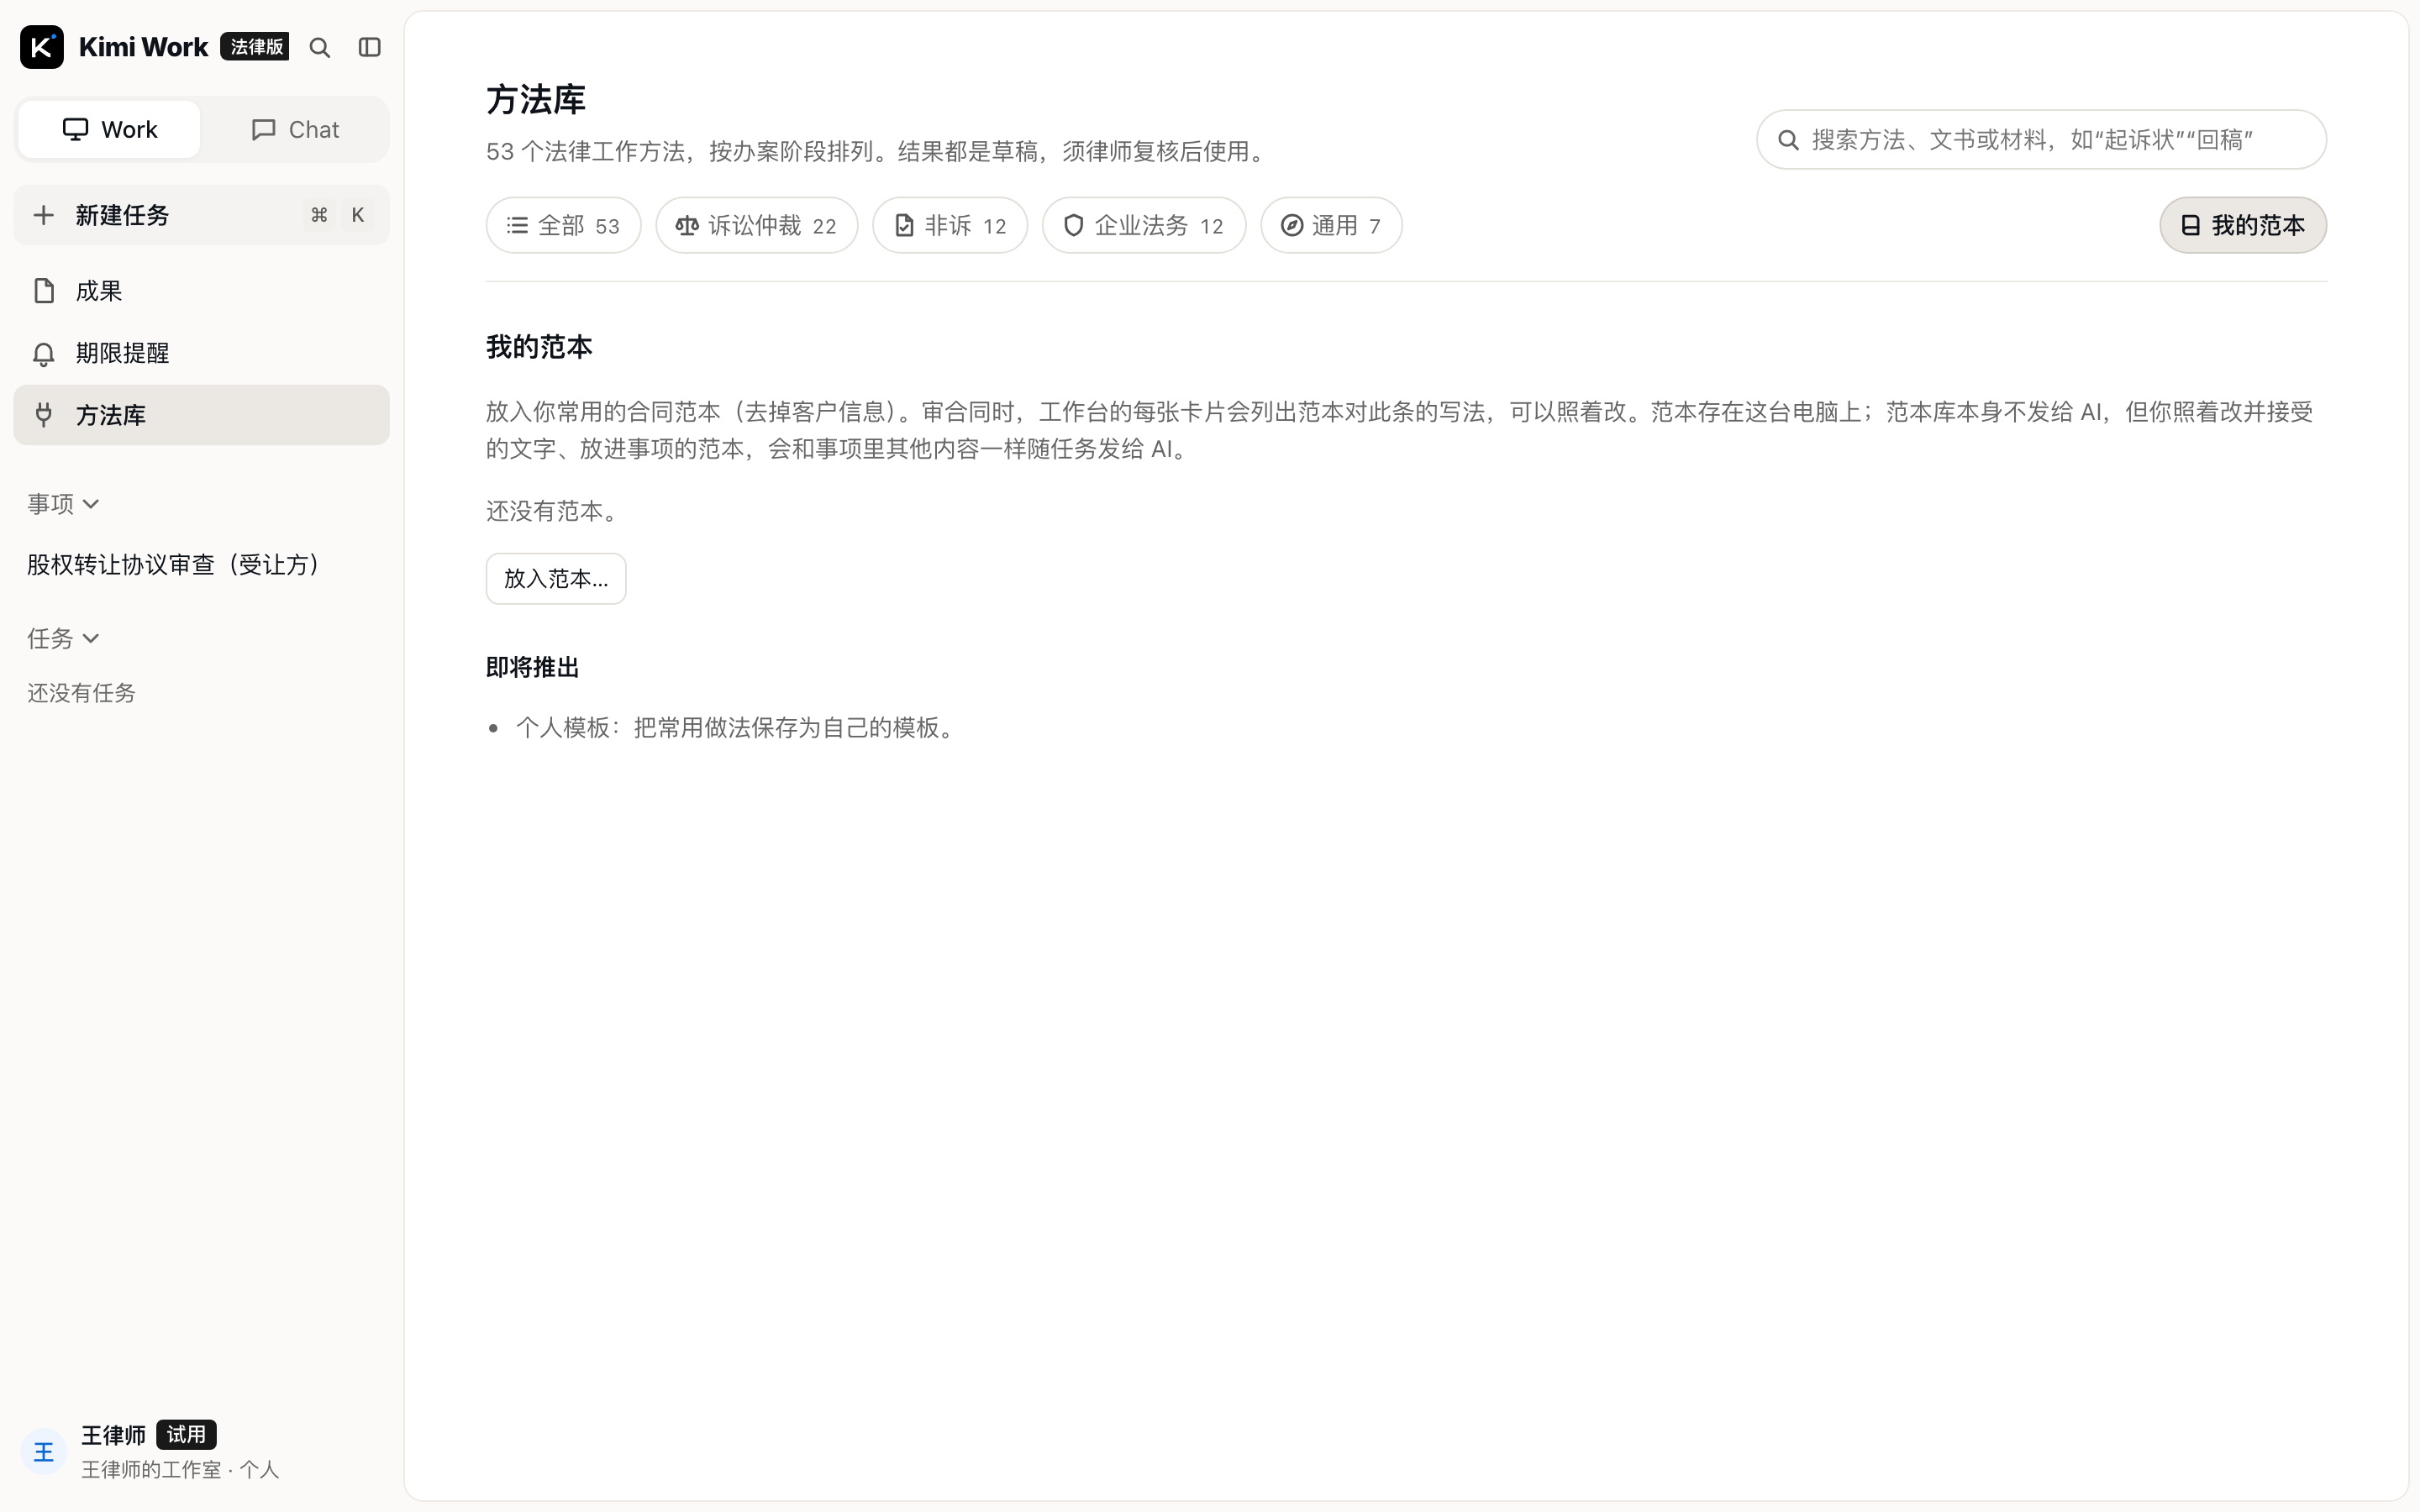 Kimi Work 法律版
Work
Chat
新建任务 ⌘ K
成果
期限提醒
方法库
事项
股权转让协议审查（受让方）
任务
还没有任务
王
王律师 试用
王律师的工作室 · 个人
方法库
53 个法律工作方法，按办案阶段排列。结果都是草稿，须律师复核后使用。
搜索方法、文书或材料，如“起诉状”“回稿”
全部 53
诉讼仲裁 22
非诉 12
企业法务 12
通用 7
我的范本
我的范本
放入你常用的合同范本（去掉客户信息）。审合同时，工作台的每张卡片会列出范本对此条的写法，可以照着改。范本存在这台电脑上；范本库本身不发给 AI，但你照着改并接受
的文字、放进事项的范本，会和事项里其他内容一样随任务发给 AI。
还没有范本。
放入范本...
即将推出
• 个人模板：把常用做法保存为自己的模板。